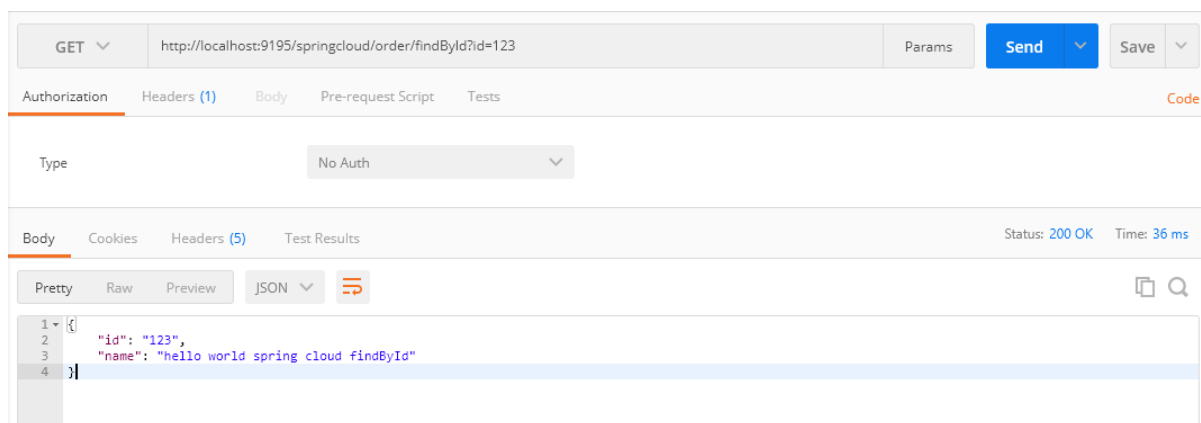 GET http://localhost:9195/springcloud/order/findById?id=123 Params Send Save
Authorization Headers (1) Body Pre-request Script Tests Code
Type No Auth
Body Cookies Headers (5) Test Results Status: 200 OK Time: 36 ms
Pretty Raw Preview JSON
1 {
2 "id": "123",
3 "name": "hello world spring cloud findById"
4 }